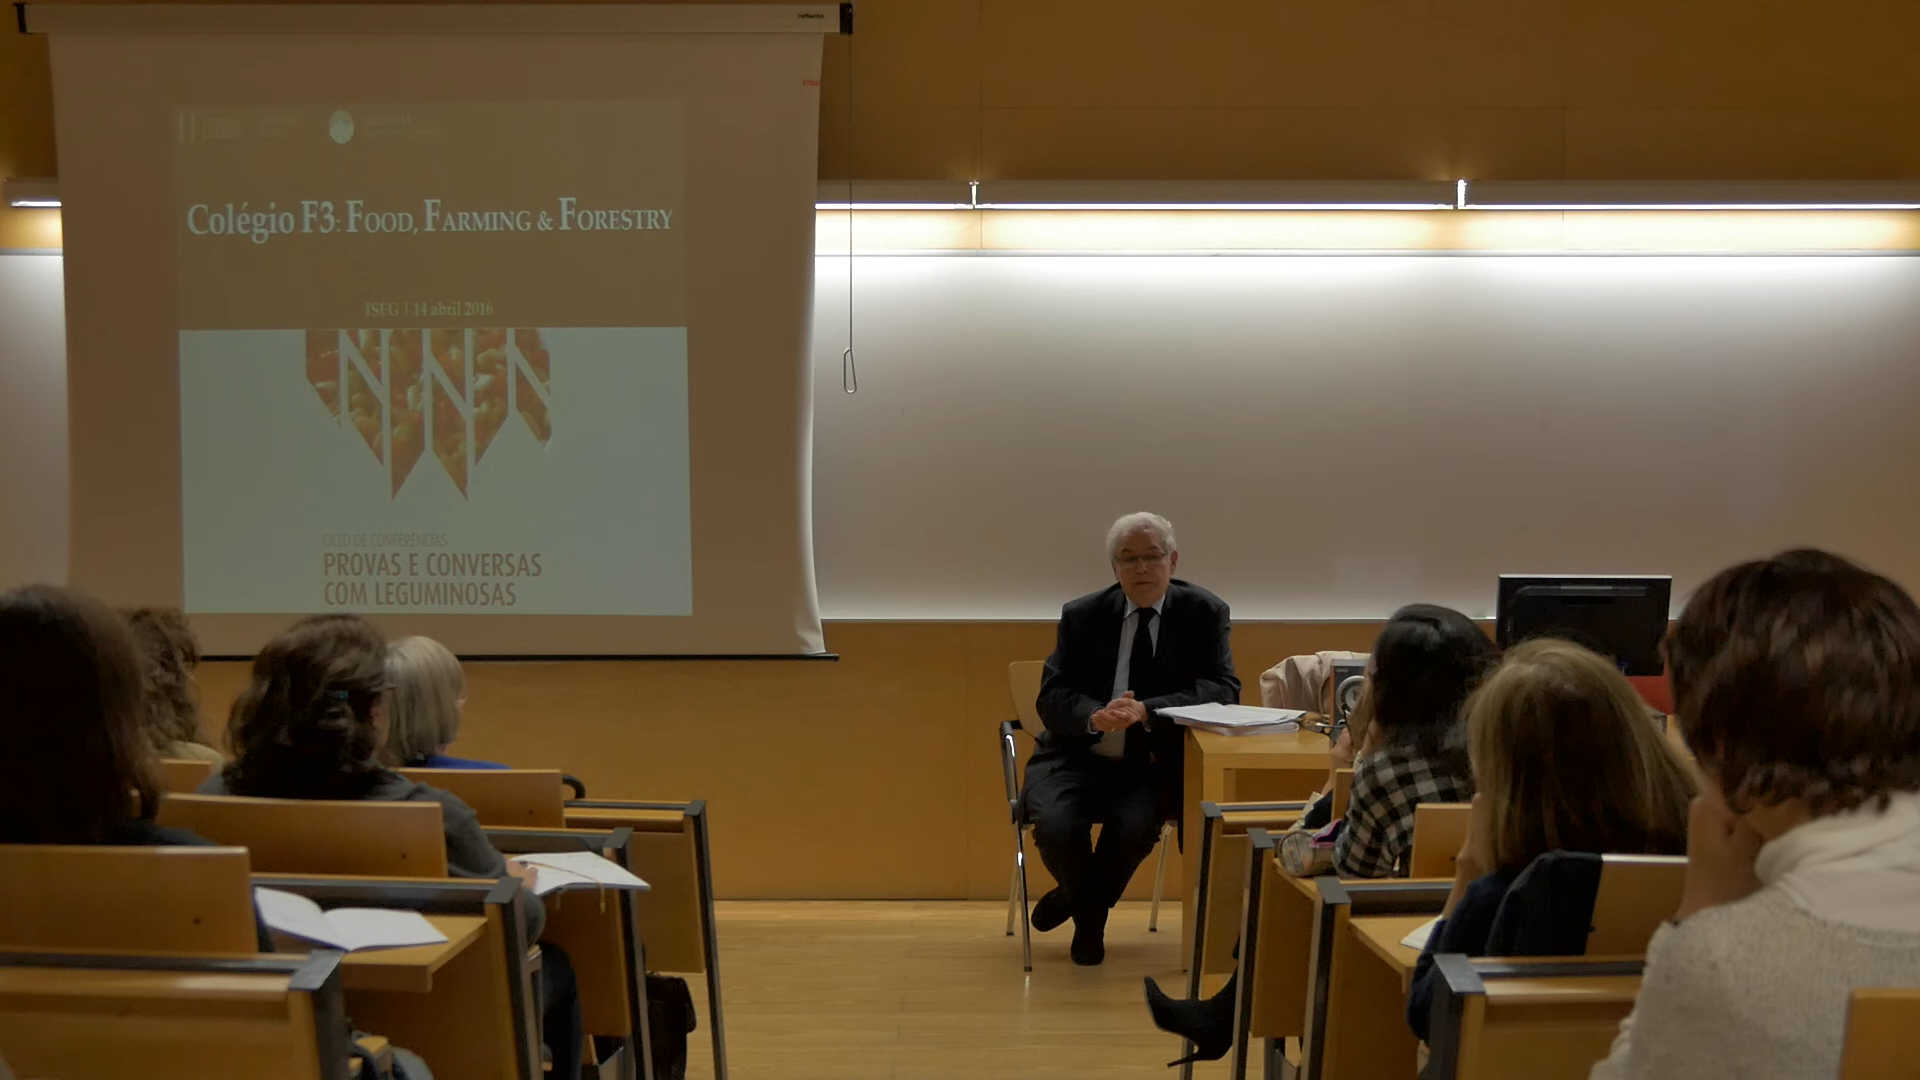 Colégio F3: FOOD, FARMING & FORESTRY
ISEG | 14 abril 2016
CICLO DE CONFERÊNCIAS
PROVAS E CONVERSAS
COM LEGUMINOSAS